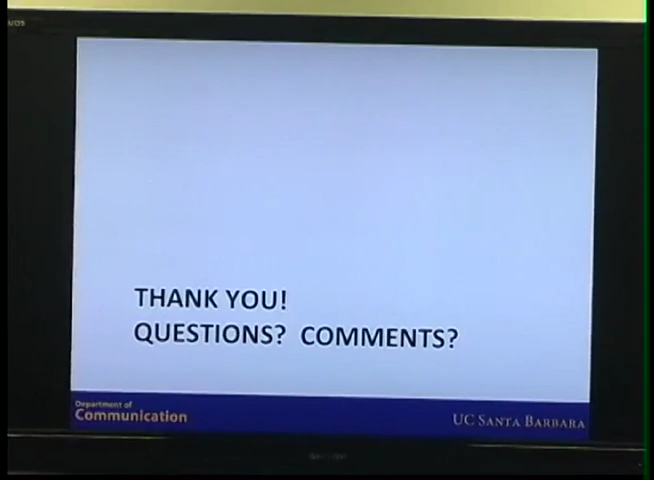 THANK YOU!
QUESTIONS? COMMENTS?
Department of
Communication
UC SANTA BARBARA